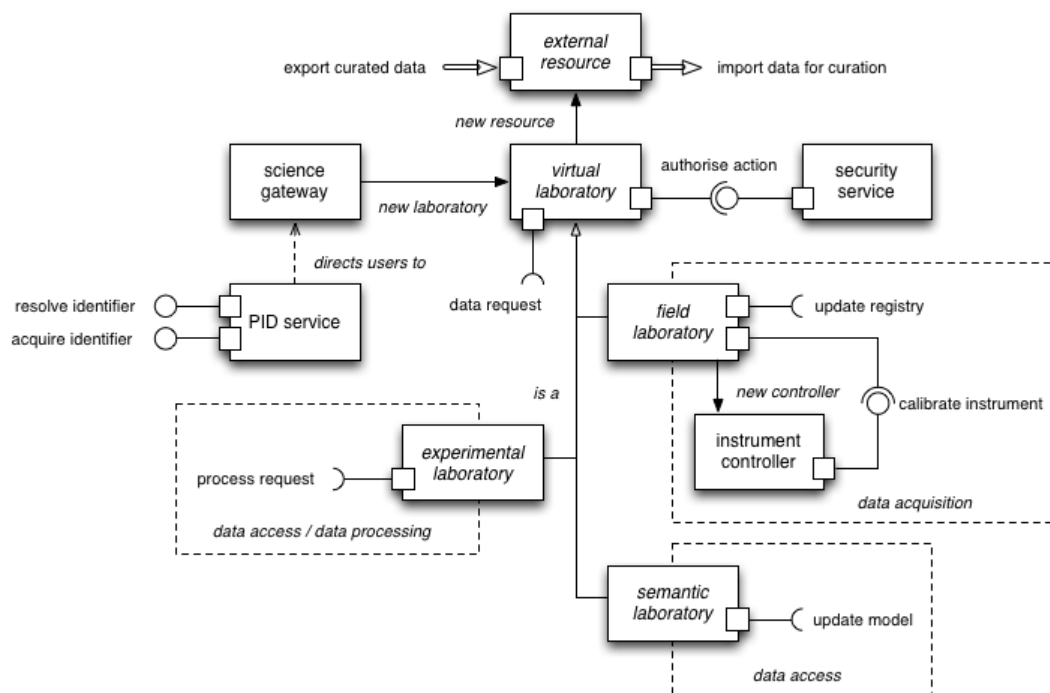 external
resource
export curated data
import data for curation
new resource
science
gateway
virtual
laboratory
authorise action
security
service
new laboratory
directs users to
data request
resolve identifier
acquire identifier
PID service
field
laboratory
update registry
is a
new controller
calibrate instrument
experimental
laboratory
process request
instrument
controller
data acquisition
data access / data processing
semantic
laboratory
update model
data access